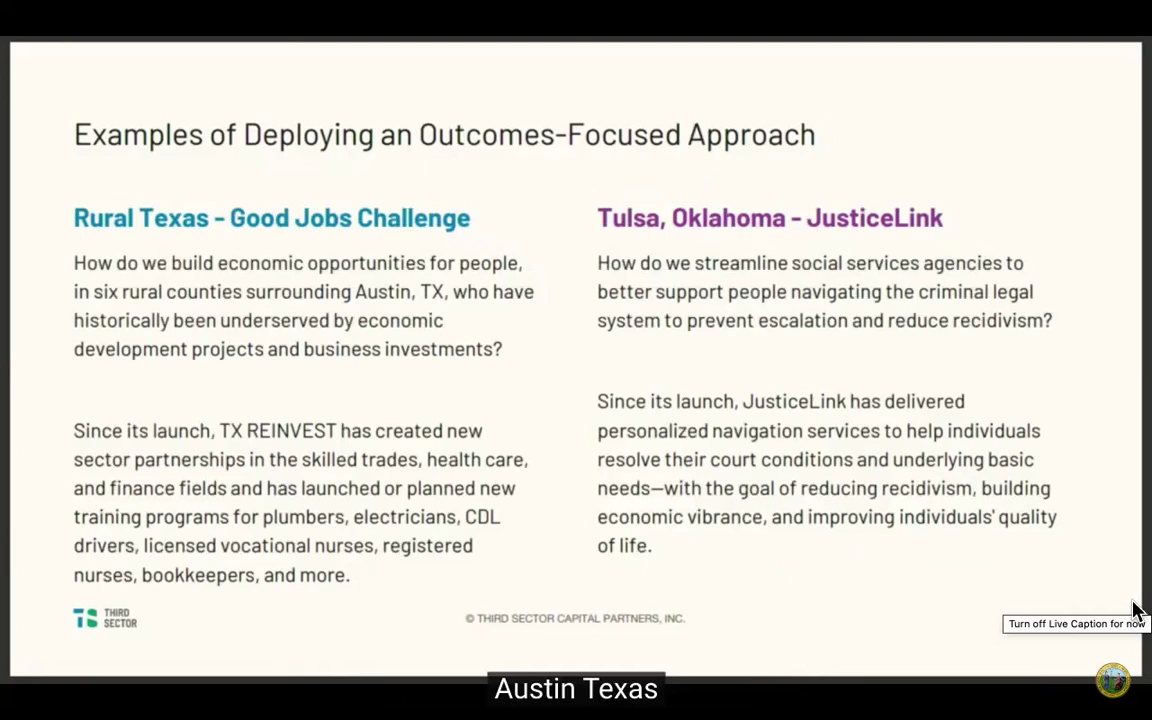 Examples of Deploying an Outcomes-Focused Approach
Rural Texas - Good Jobs Challenge
How do we build economic opportunities for people,
in six rural counties surrounding Austin, TX, who have
historically been underserved by economic
development projects and business investments?
Since its launch, TX REINVEST has created new
sector partnerships in the skilled trades, health care,
and finance fields and has launched or planned new
training programs for plumbers, electricians, CDL
drivers, licensed vocational nurses, registered
nurses, bookkeepers, and more.
Tulsa, Oklahoma - JusticeLink
How do we streamline social services agencies to
better support people navigating the criminal legal
system to prevent escalation and reduce recidivism?
Since its launch, JusticeLink has delivered
personalized navigation services to help individuals
resolve their court conditions and underlying basic
needs—with the goal of reducing recidivism, building
economic vibrance, and improving individuals' quality
of life.
TS THIRD
SECTOR
© THIRD SECTOR CAPITAL PARTNERS, INC.
Turn off Live Caption for now
Austin Texas